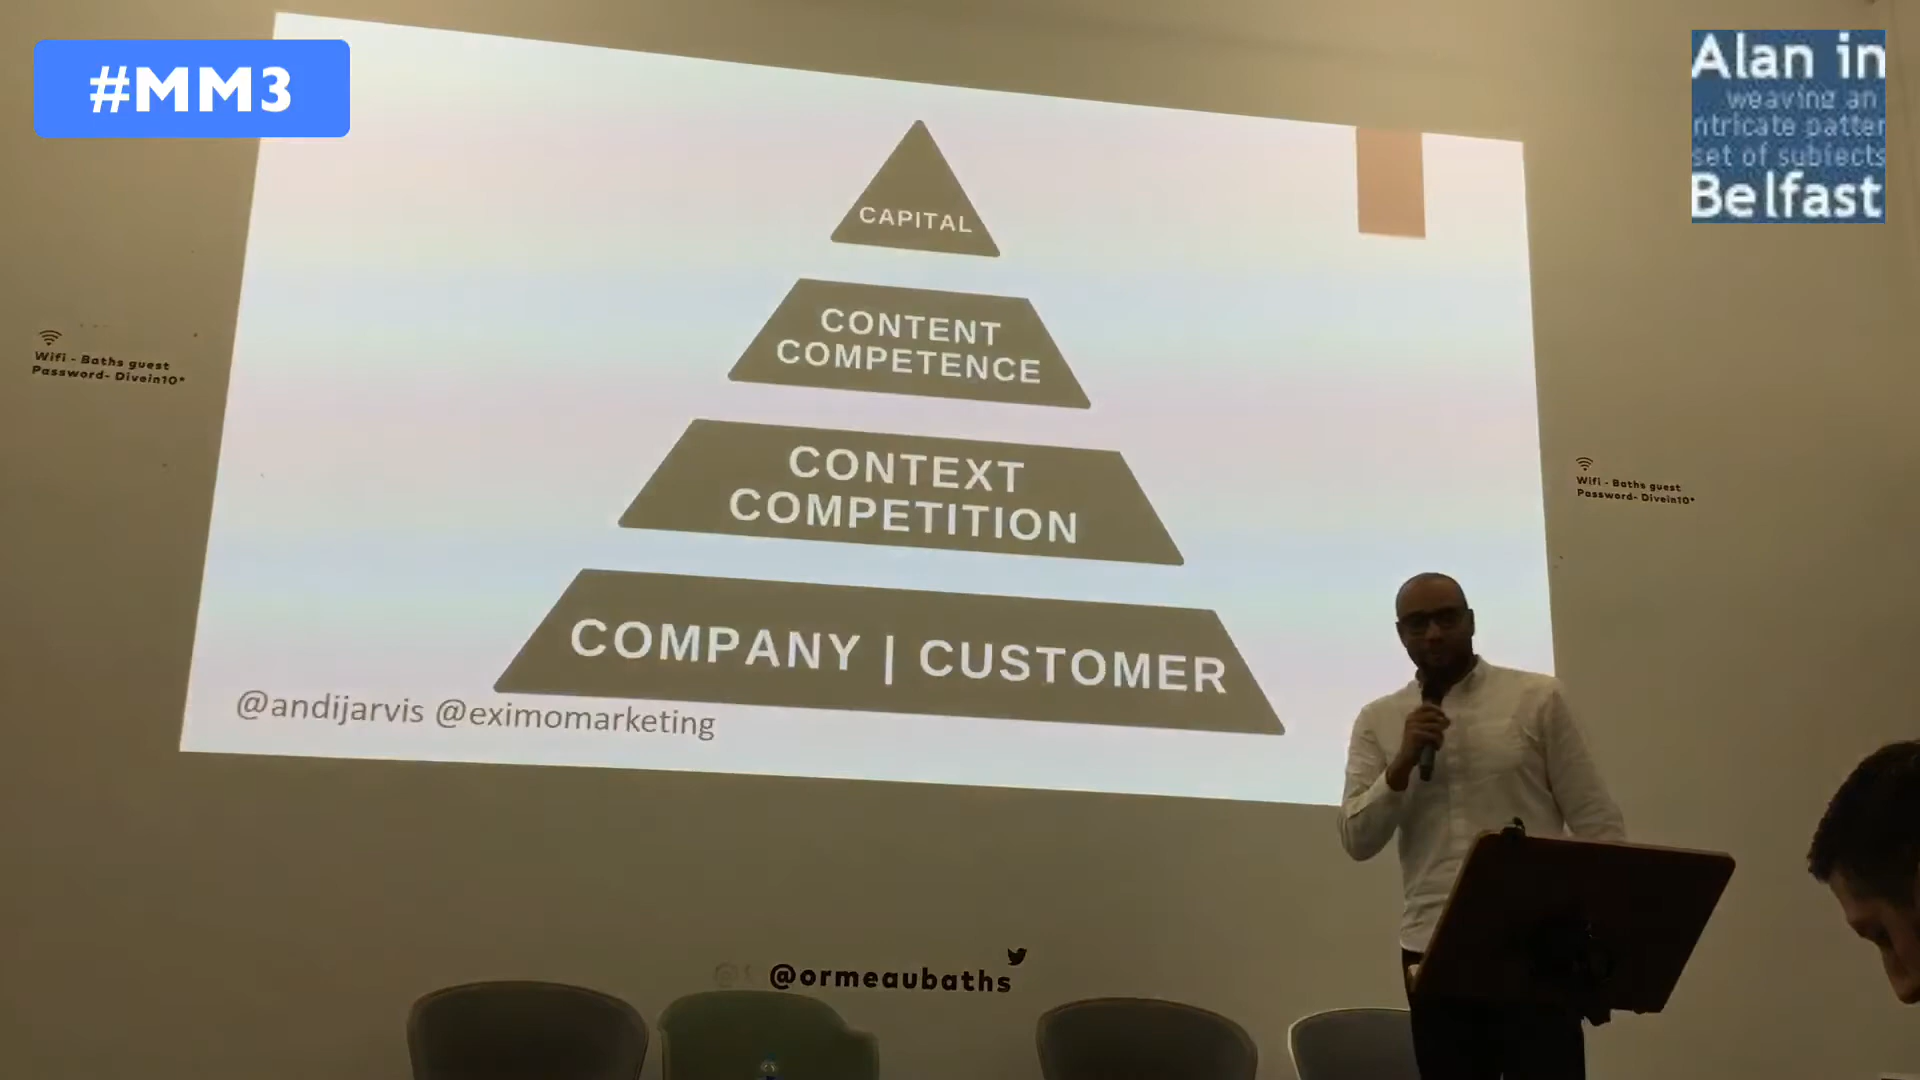 #MM3
Alan in
weaving an
ntricate patter
set of subjects
Belfast
CAPITAL
CONTENT
COMPETENCE
CONTEXT
COMPETITION
COMPANY | CUSTOMER
@andijarvis @eximomarketing
Wifi - Baths guest
Password- Divein10*
Wifi - Baths guest
Password- Divein10*
@ormeaubaths